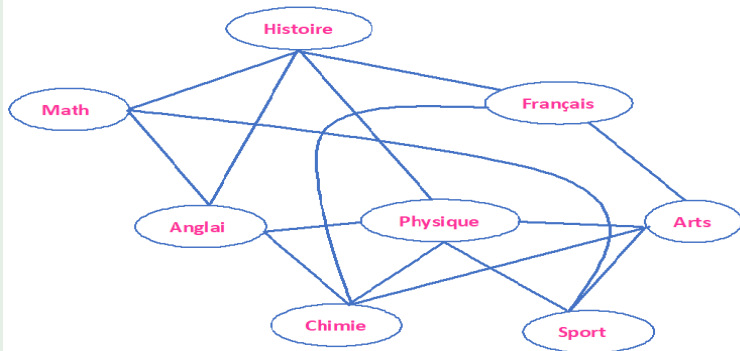 Histoire
Math
Français
Anglai
Physique
Arts
Chimie
Sport